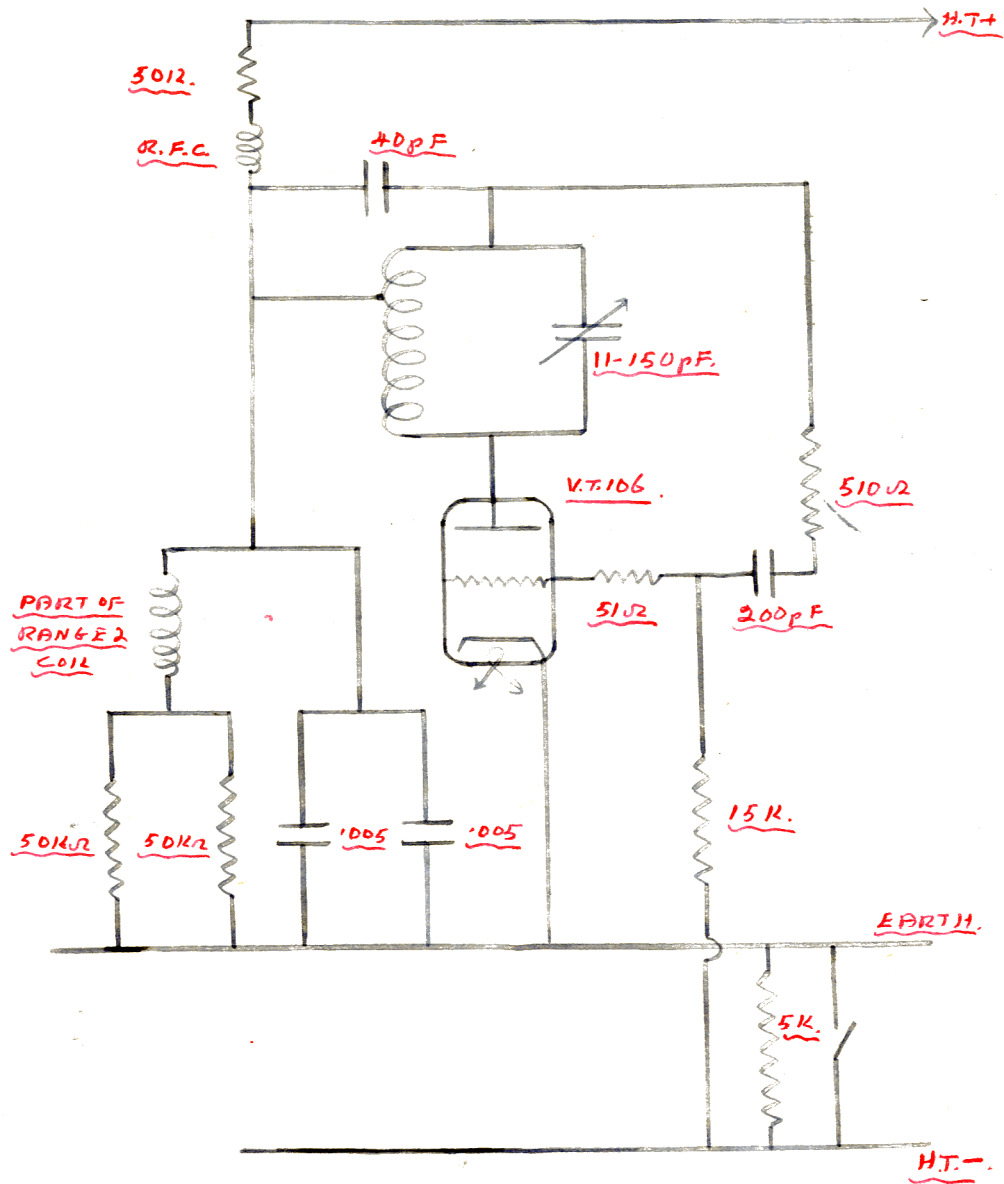 H.T+
50Ω.
R.F.C.
40pF
11-150pF.
V.T.106.
510Ω
51Ω
200pF
PART OF
RANGE 2
COIL
50KΩ
50KΩ
.005
.005
15K.
EARTH.
5K.
H.T.-.